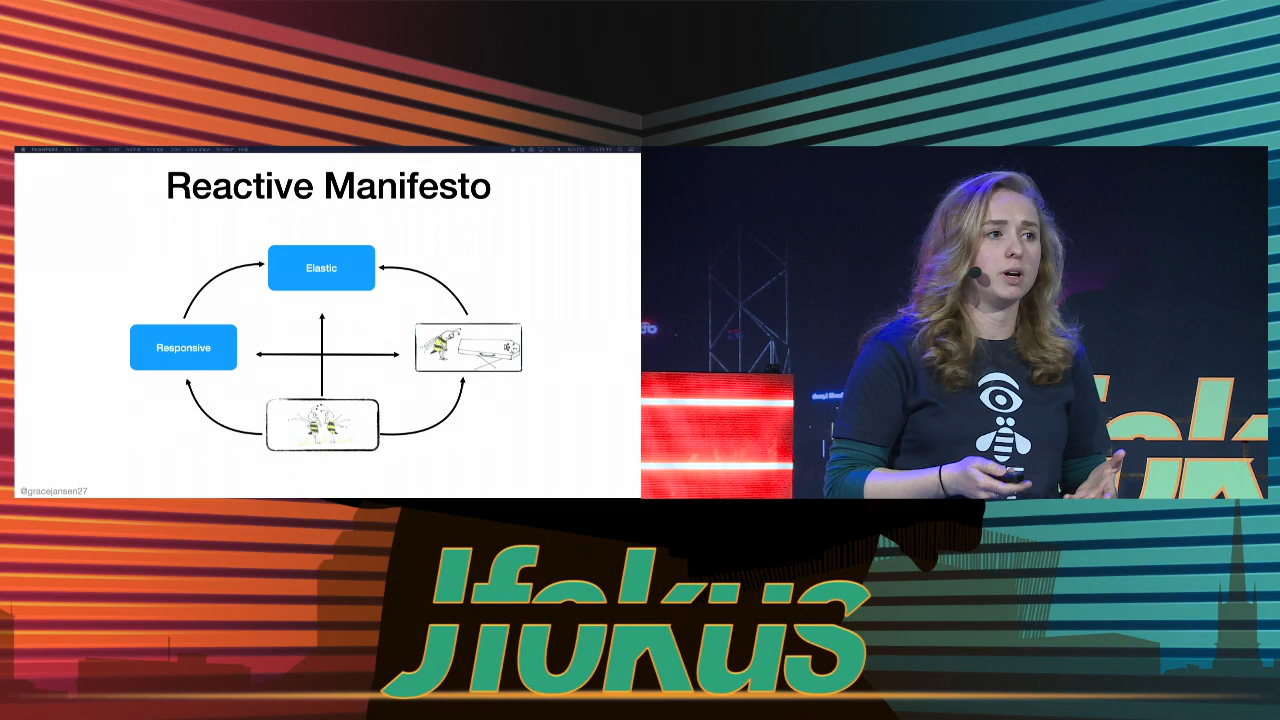 Reactive Manifesto
Elastic
Responsive
@gracejansen27
Jfokus